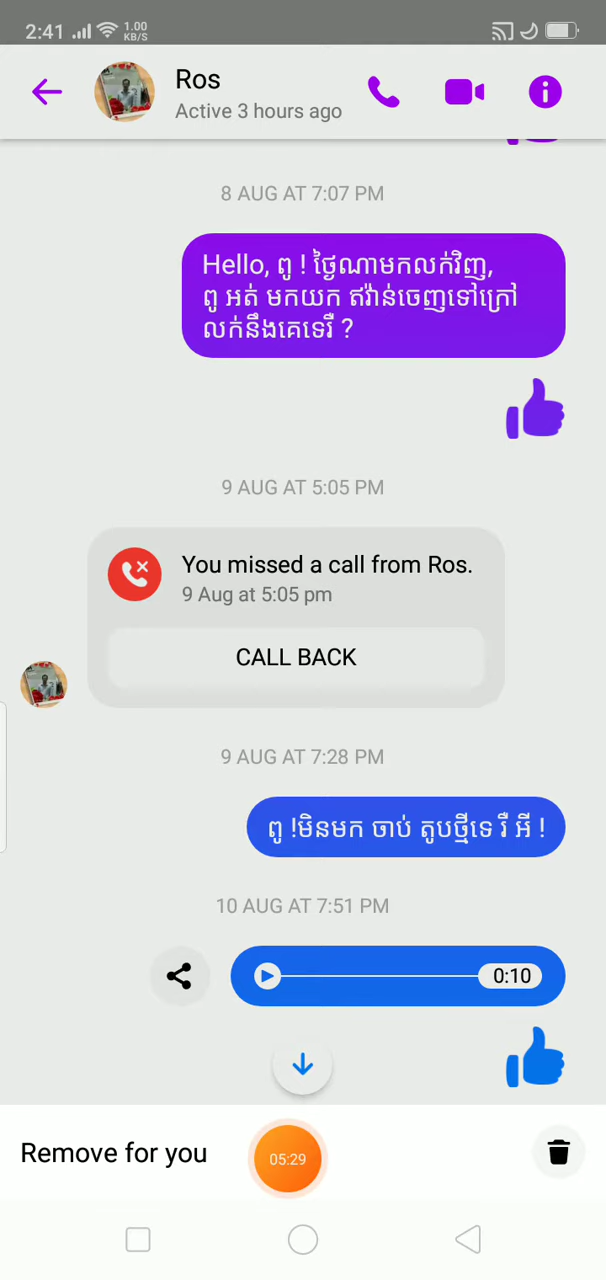 2:41
1.00
KB/S
Ros
Active 3 hours ago
8 AUG AT 7:07 PM
Hello, ពូ ! ថ្ងៃណាមកលក់វិញ,
ពូ អត់ មកយក ឥវ៉ាន់ចេញទៅក្រៅ
លក់នឹងគេទេរឺ ?
9 AUG AT 5:05 PM
You missed a call from Ros.
9 Aug at 5:05 pm
CALL BACK
9 AUG AT 7:28 PM
ពូ !មិនមក ចាប់ តូបថ្មីទេ រឺ អី !
10 AUG AT 7:51 PM
0:10
Remove for you
05:29